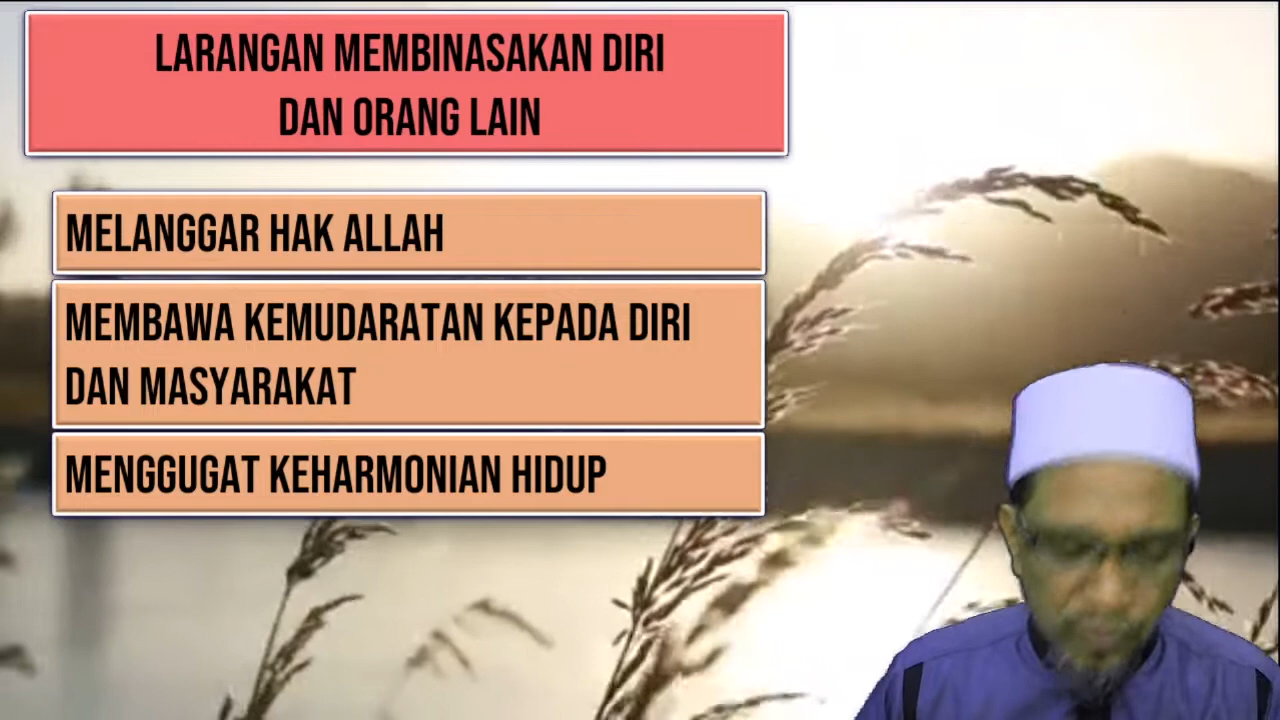 LARANGAN MEMBINASAKAN DIRI
DAN ORANG LAIN
MELANGGAR HAK ALLAH
MEMBAWA KEMUDARATAN KEPADA DIRI
DAN MASYARAKAT
MENGGUGAT KEHARMONIAN HIDUP